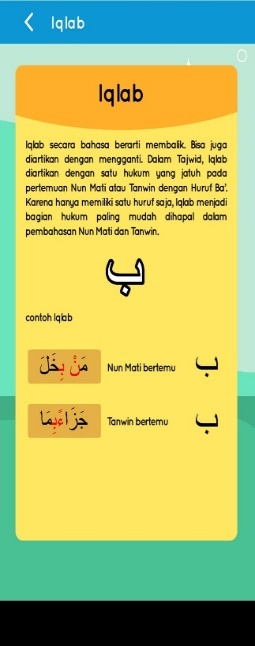 Iqlab
Iqlab
Iqlab secara bahasa berarti membalik. Bisa juga
diartikan dengan mengganti. Dalam Tajwid, Iqlab
diartikan dengan satu hukum yang jatuh pada
pertemuan Nun Mati atau Tanwin dengan Huruf Ba'.
Karena hanya memiliki satu huruf saja, Iqlab menjadi
bagian hukum paling mudah dihapal dalam
pembahasan Nun Mati dan Tanwin.
ب
contoh Iqlab
مَنْ بِخَلَ Nun Mati bertemu ب
جَزَاءًبِمَا Tanwin bertemu ب